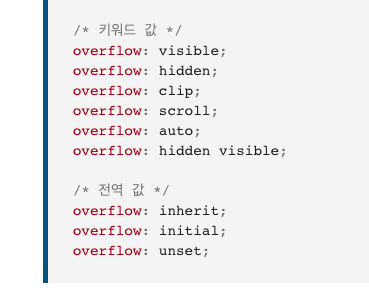 /* 키워드 값 */
overflow: visible;
overflow: hidden;
overflow: clip;
overflow: scroll;
overflow: auto;
overflow: hidden visible;
/* 전역 값 */
overflow: inherit;
overflow: initial;
overflow: unset;